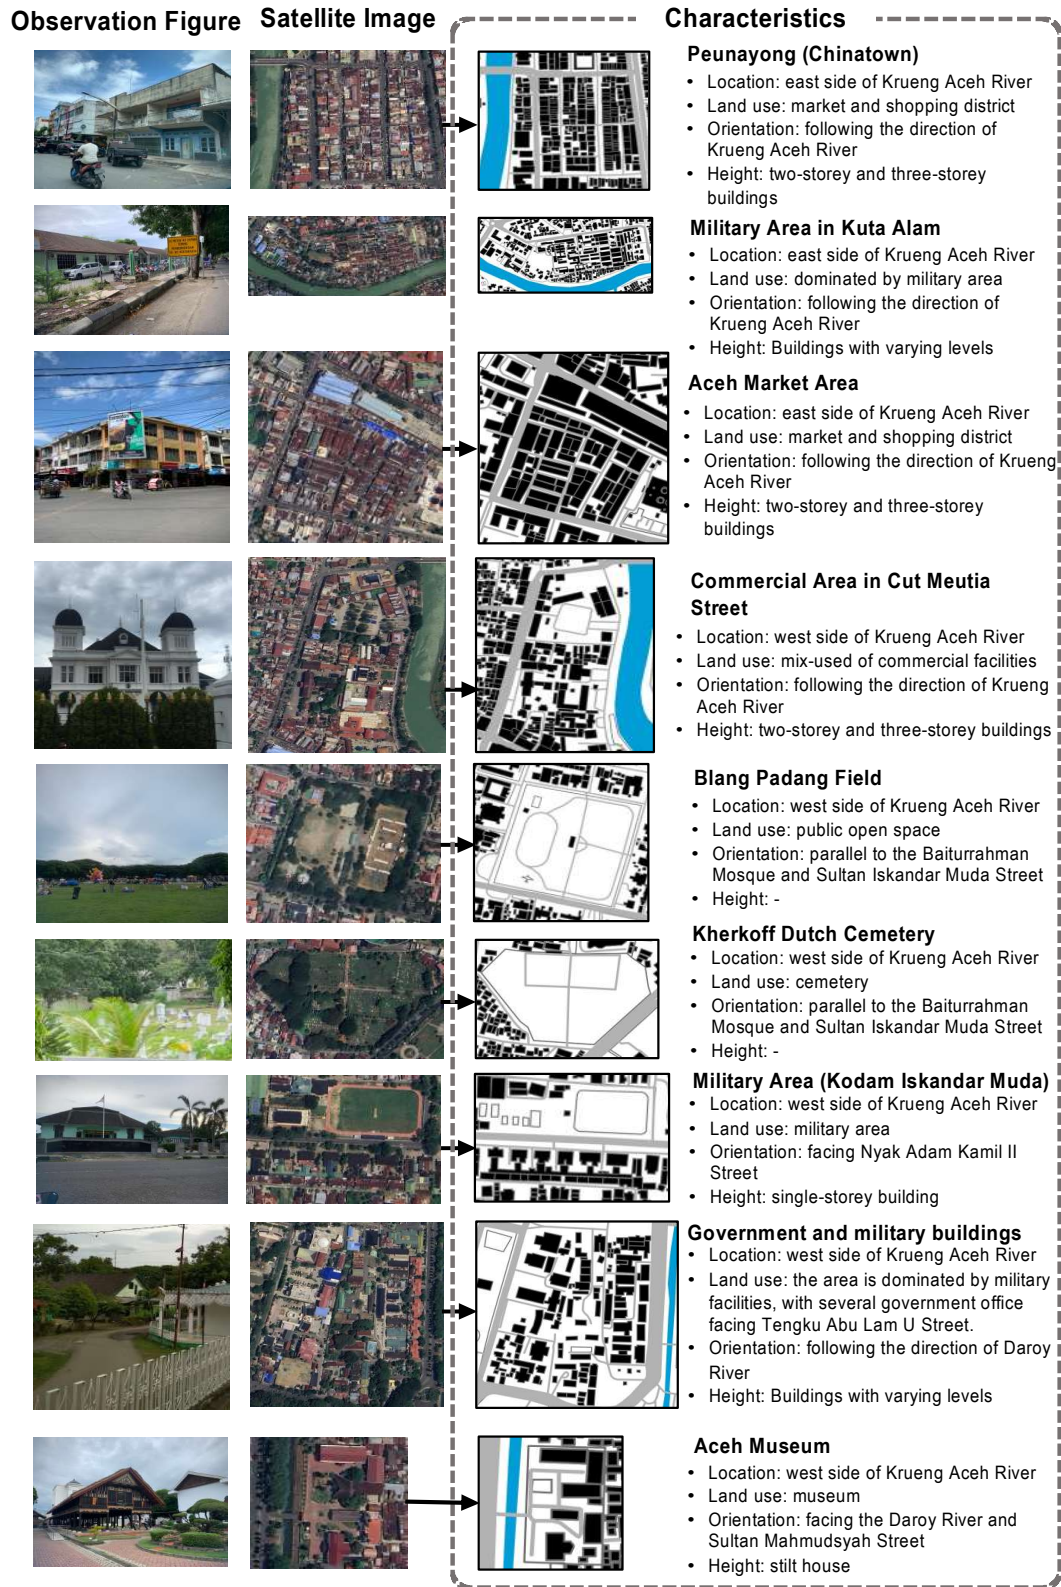 Observation Figure Satellite Image Characteristics
Peunayong (Chinatown)
• Location: east side of Krueng Aceh River
• Land use: market and shopping district
• Orientation: following the direction of
Krueng Aceh River
• Height: two-storey and three-storey
buildings
Military Area in Kuta Alam
• Location: east side of Krueng Aceh River
• Land use: dominated by military area
• Orientation: following the direction of
Krueng Aceh River
• Height: Buildings with varying levels
Aceh Market Area
• Location: east side of Krueng Aceh River
• Land use: market and shopping district
• Orientation: following the direction of Krueng
Aceh River
• Height: two-storey and three-storey
buildings
Commercial Area in Cut Meutia
Street
• Location: west side of Krueng Aceh River
• Land use: mix-used of commercial facilities
• Orientation: following the direction of Krueng
Aceh River
• Height: two-storey and three-storey buildings
Blang Padang Field
• Location: west side of Krueng Aceh River
• Land use: public open space
• Orientation: parallel to the Baiturrahman
Mosque and Sultan Iskandar Muda Street
• Height: -
Kherkoff Dutch Cemetery
• Location: west side of Krueng Aceh River
• Land use: cemetery
• Orientation: parallel to the Baiturrahman
Mosque and Sultan Iskandar Muda Street
• Height: -
Military Area (Kodam Iskandar Muda)
• Location: west side of Krueng Aceh River
• Land use: military area
• Orientation: facing Nyak Adam Kamil II
Street
• Height: single-storey building
Government and military buildings
• Location: west side of Krueng Aceh River
• Land use: the area is dominated by military
facilities, with several government office
facing Tengku Abu Lam U Street.
• Orientation: following the direction of Daroy
River
• Height: Buildings with varying levels
Aceh Museum
• Location: west side of Krueng Aceh River
• Land use: museum
• Orientation: facing the Daroy River and
Sultan Mahmudsyah Street
• Height: stilt house